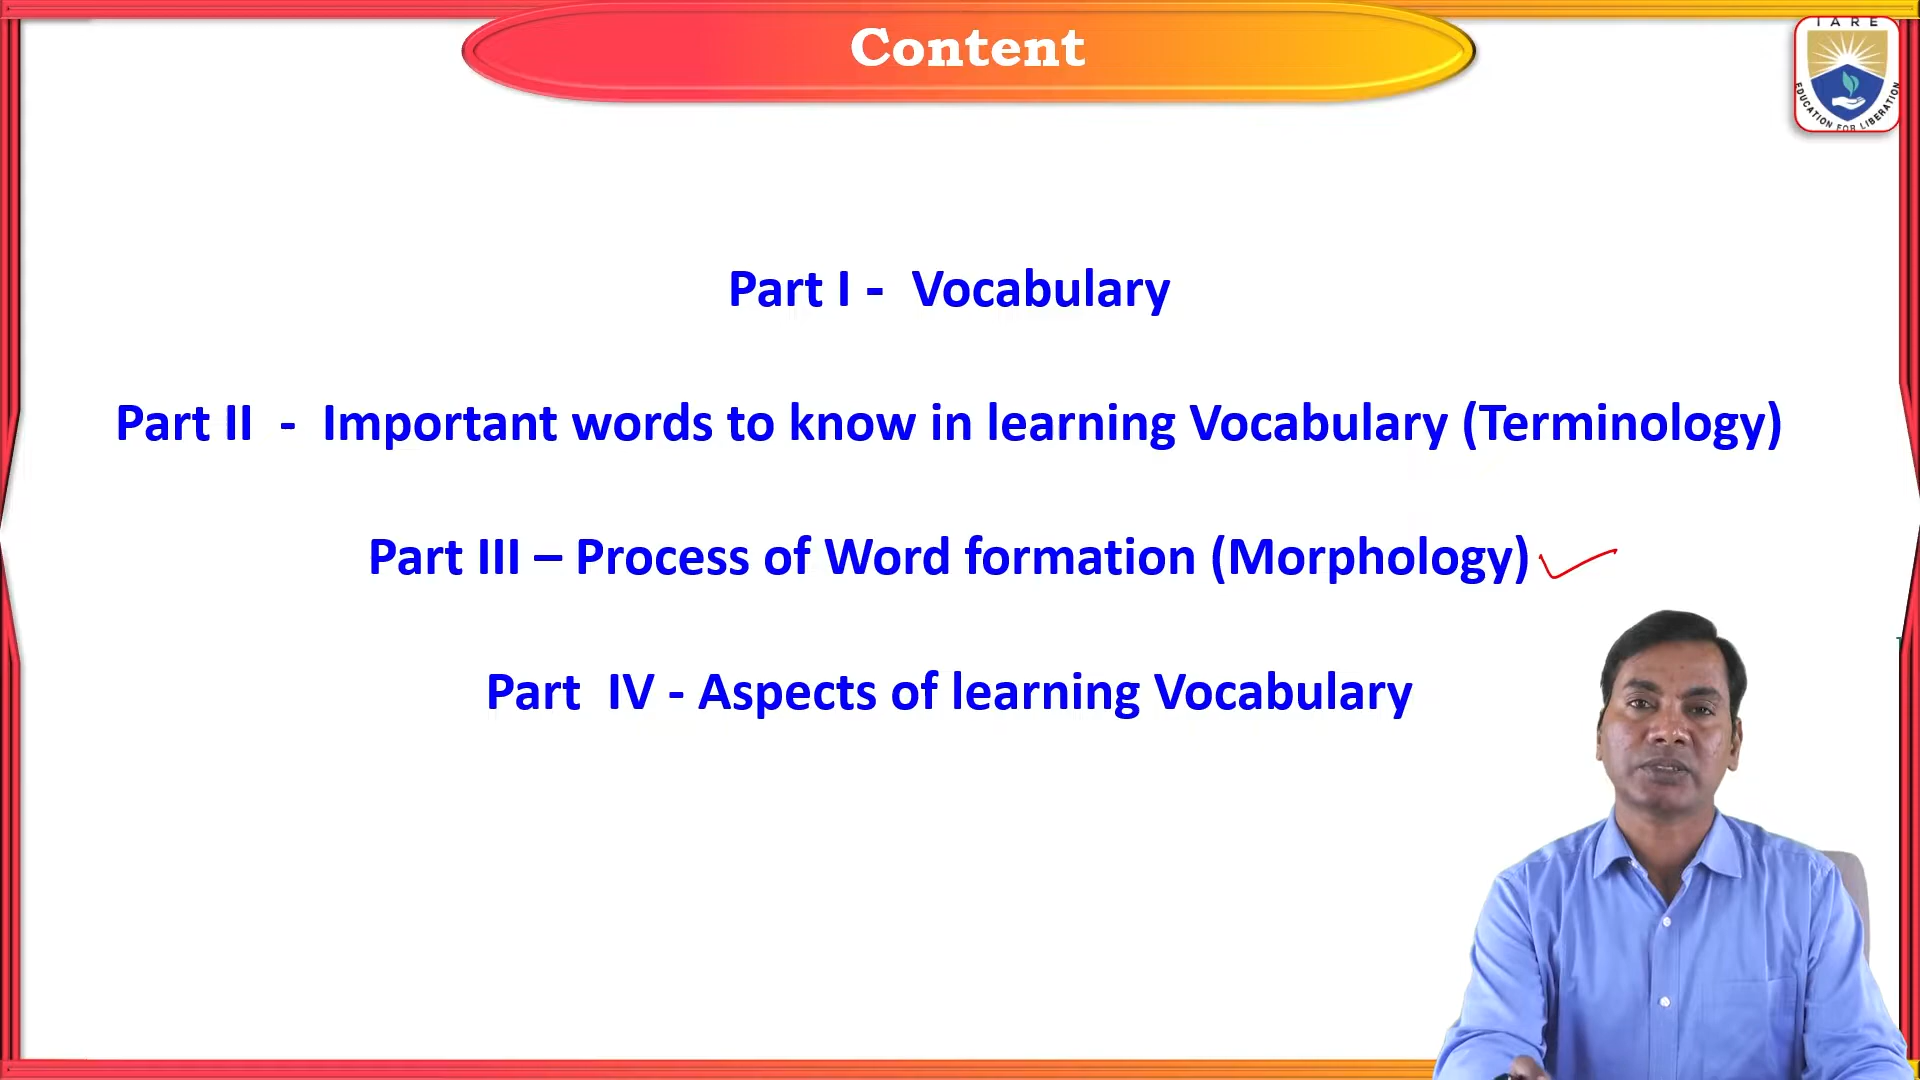 Content
IARE
EDUCATION FOR LIBERATION
Part I - Vocabulary
Part II - Important words to know in learning Vocabulary (Terminology)
Part III – Process of Word formation (Morphology)
Part IV - Aspects of learning Vocabulary